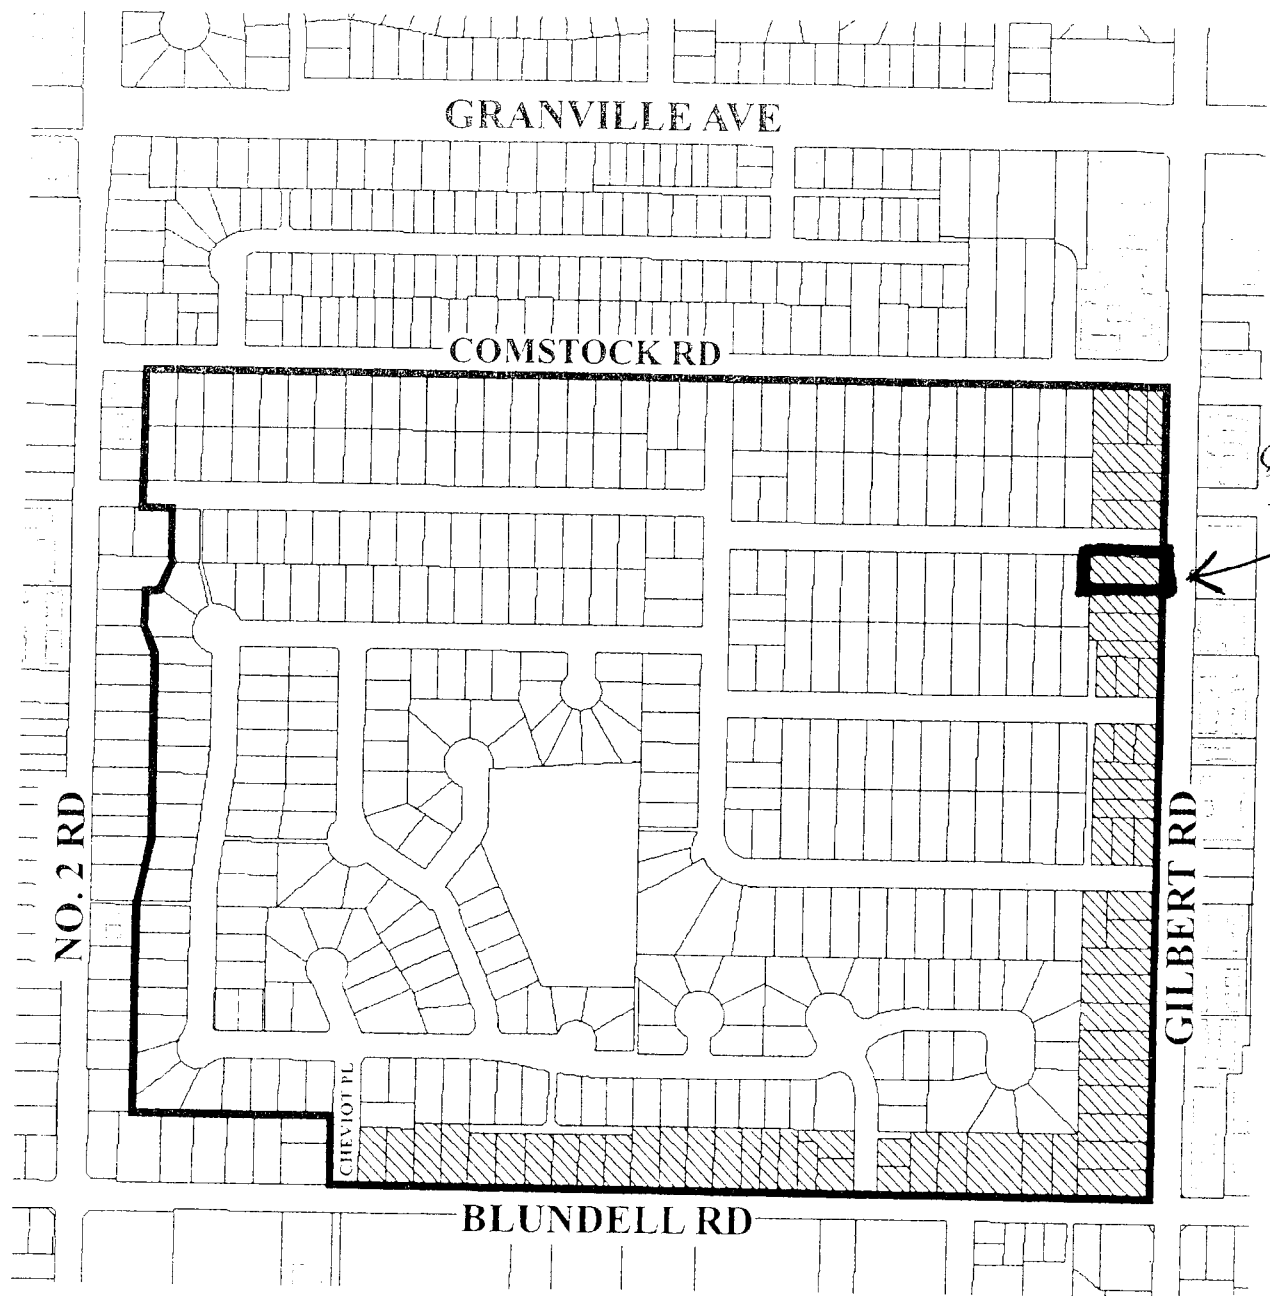 GRANVILLE AVE
COMSTOCK RD
NO. 2 RD
GILBERT RD
CHEVIOT PL
BLUNDELL RD